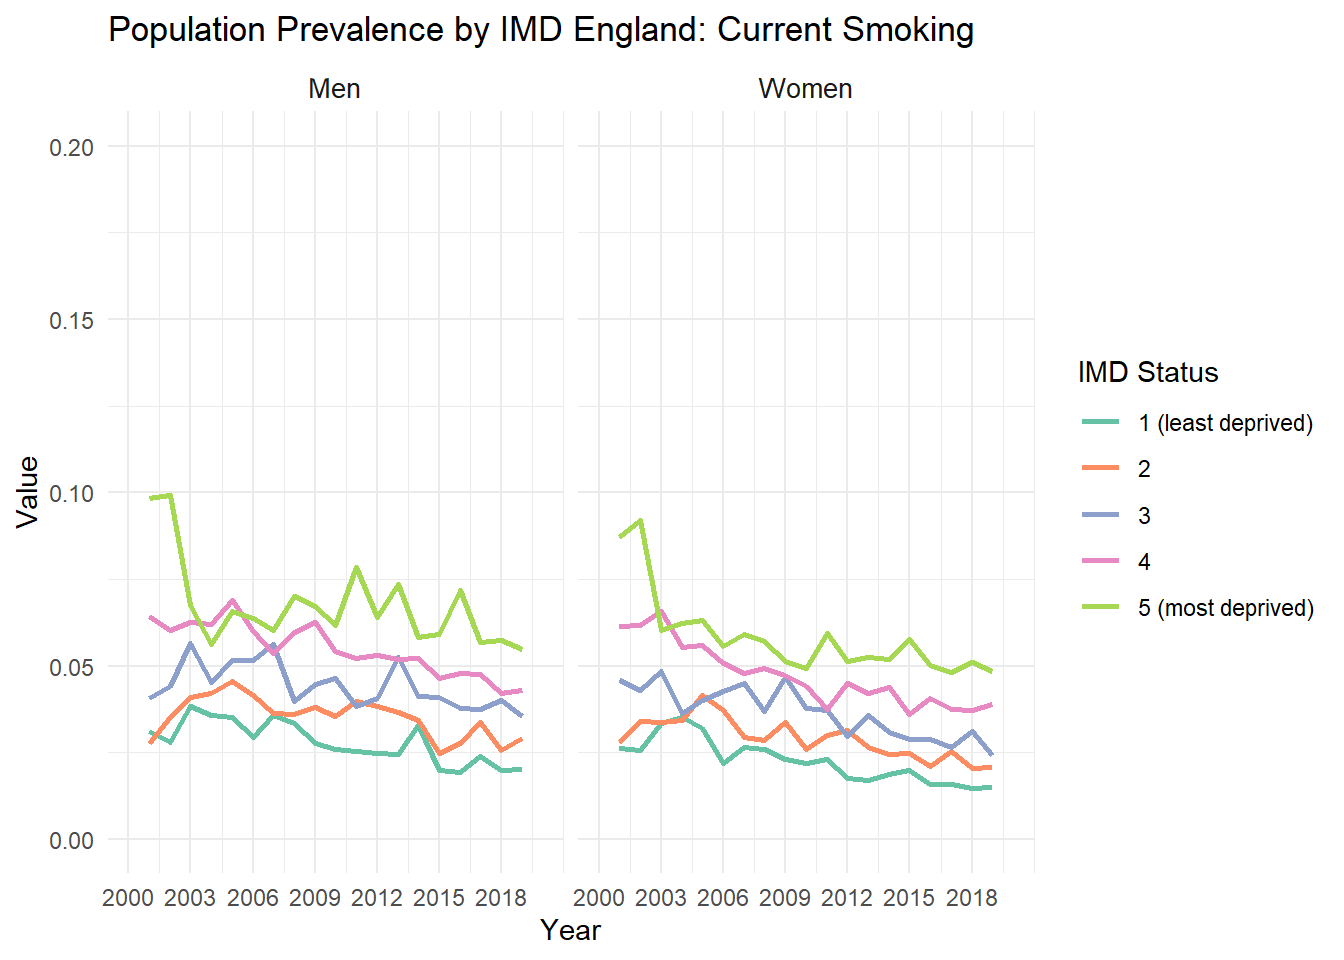 Population Prevalence by IMD England: Current Smoking
Men
Women
0.20
0.15
0.10
0.05
0.00
Value
2000 2003 2006 2009 2012 2015 2018
2000 2003 2006 2009 2012 2015 2018
Year
IMD Status
1 (least deprived)
2
3
4
5 (most deprived)